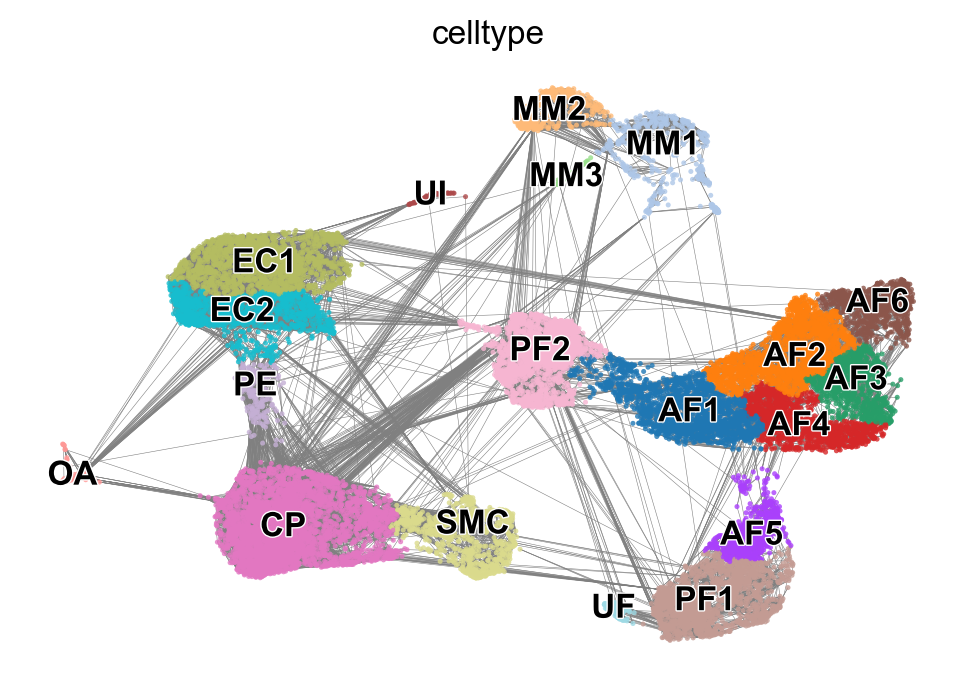 celltype
MM2
MM1
MM3
UI
EC1
EC2
AF6
PF2
AF2
AF3
PE
AF1
AF4
OA
CP
SMC
AF5
UF
PF1